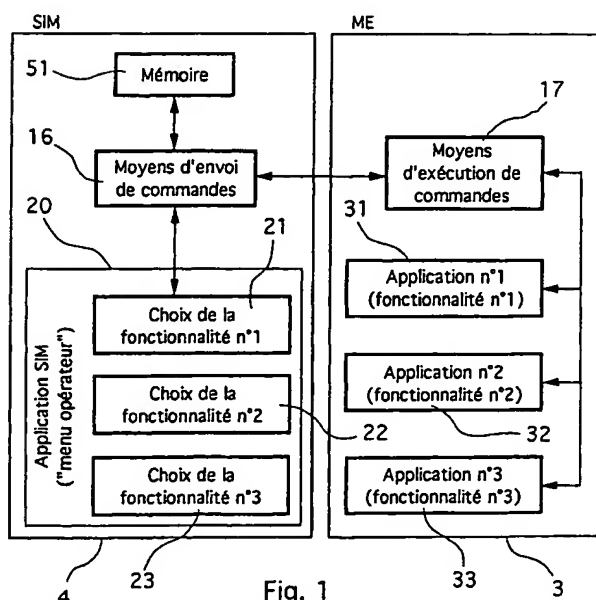 SIM
ME
51
Mémoire
17
16
Moyens d'envoi
de commandes
Moyens
d'exécution de
commandes
20
21
31
Application SIM
("menu opérateur")
Choix de la
fonctionnalité n°1
Application n°1
(fonctionnalité n°1)
Choix de la
fonctionnalité n°2
22
Application n°2
(fonctionnalité n°2)
32
Choix de la
fonctionnalité n°3
Application n°3
(fonctionnalité n°3)
4
23
Fig. 1
33
3